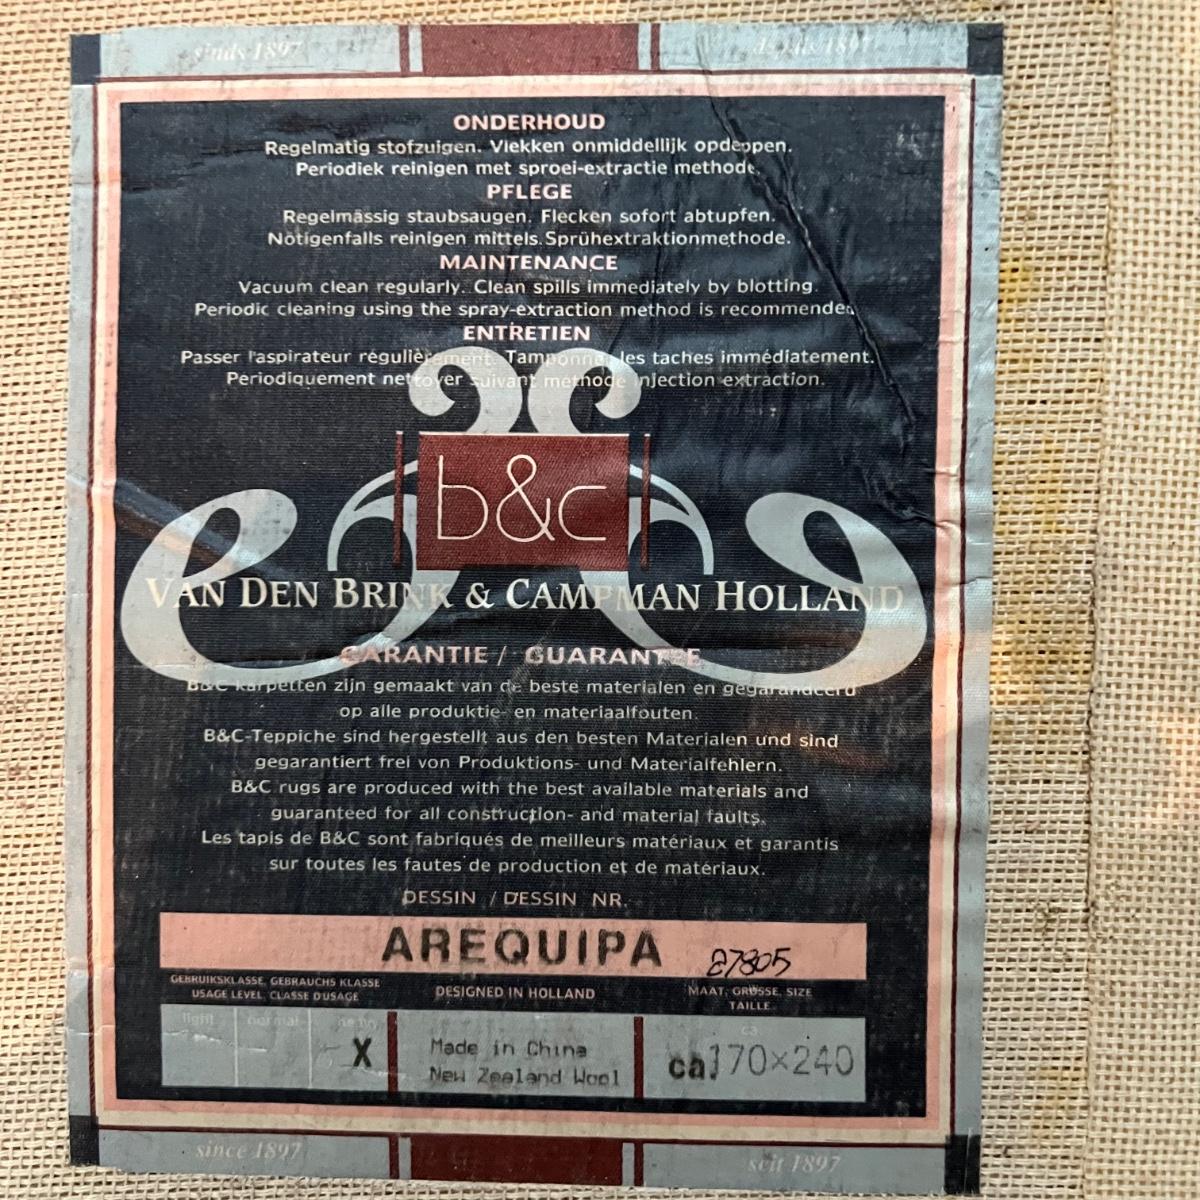 sinds 1897
depuis 1897
ONDERHOUD
Regelmatig stofzuigen. Vlekken onmiddellijk opdeppen.
Periodiek reinigen met sproei-extractie methode.
PFLEGE
Regelmässig staubsaugen. Flecken sofort abtupfen.
Nötigenfalls reinigen mittels Sprühextraktionmethode.
MAINTENANCE
Vacuum clean regularly. Clean spills immediately by blotting.
Periodic cleaning using the spray-extraction method is recommended
ENTRETIEN
Passer l'aspirateur régulièrement. Tamponner les taches immédiatement.
Periodiquement nettoyer suivant méthode injection extraction.
b&c
VAN DEN BRINK & CAMPMAN HOLLAND
GARANTIE / GUARANTEE
B&C karpetten zijn gemaakt van de beste materialen en gegarandeerd
op alle produktie- en materiaalfouten.
B&C-Teppiche sind hergestellt aus den besten Materialen und sind
gegarantiert frei von Produktions- und Materialfehlern.
B&C rugs are produced with the best available materials and
guaranteed for all construction- and material faults.
Les tapis de B&C sont fabriqués de meilleurs matériaux et garantis
sur toutes les fautes de production et de matériaux.
DESSIN / DESSIN NR.
AREQUIPA 27805
GEBRUIKSKLASSE, GEBRAUCHS KLASSE
USAGE LEVEL, CLASSE D'USAGE
DESIGNED IN HOLLAND
MAAT, GRÖSSE, SIZE
TAILLE
light normal heavy
X
Made in China
New Zealand Wool
ca.
ca.170×240
since 1897
seit 1897